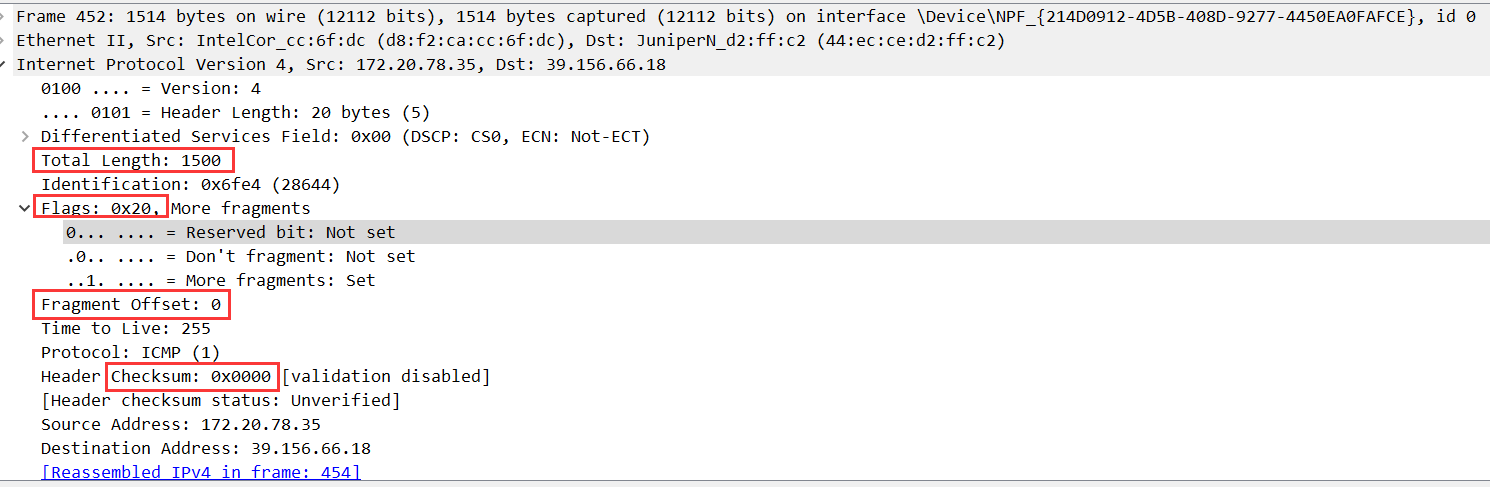 Frame 452: 1514 bytes on wire (12112 bits), 1514 bytes captured (12112 bits) on interface \Device\NPF_{214D0912-4D5B-408D-9277-4450EA0FAFCE}, id 0
Ethernet II, Src: IntelCor_cc:6f:dc (d8:f2:ca:cc:6f:dc), Dst: JuniperN_d2:ff:c2 (44:ec:ce:d2:ff:c2)
Internet Protocol Version 4, Src: 172.20.78.35, Dst: 39.156.66.18
0100 .... = Version: 4
.... 0101 = Header Length: 20 bytes (5)
Differentiated Services Field: 0x00 (DSCP: CS0, ECN: Not-ECT)
Total Length: 1500
Identification: 0x6fe4 (28644)
Flags: 0x20, More fragments
0... .... = Reserved bit: Not set
.0.. .... = Don't fragment: Not set
..1. .... = More fragments: Set
Fragment Offset: 0
Time to Live: 255
Protocol: ICMP (1)
Header Checksum: 0x0000 [validation disabled]
[Header checksum status: Unverified]
Source Address: 172.20.78.35
Destination Address: 39.156.66.18
[Reassembled IPv4 in frame: 454]